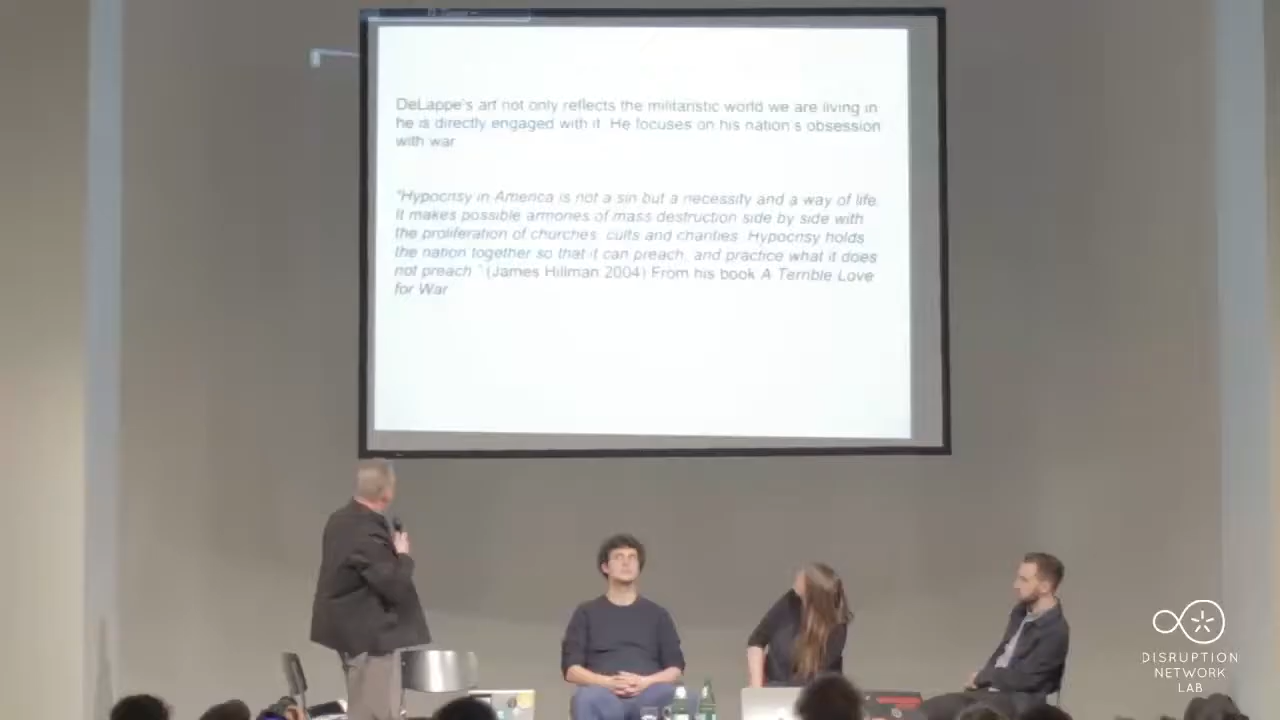 DeLappe's art not only reflects the militaristic world we are living in
he is directly engaged with it. He focuses on his nation's obsession
with war
"Hypocrisy in America is not a sin but a necessity and a way of life.
It makes possible armories of mass destruction side by side with
the proliferation of churches, cults and charities. Hypocrisy holds
the nation together so that it can preach, and practice what it does
not preach." (James Hillman 2004) From his book A Terrible Love
for War
DISRUPTION
NETWORK
LAB